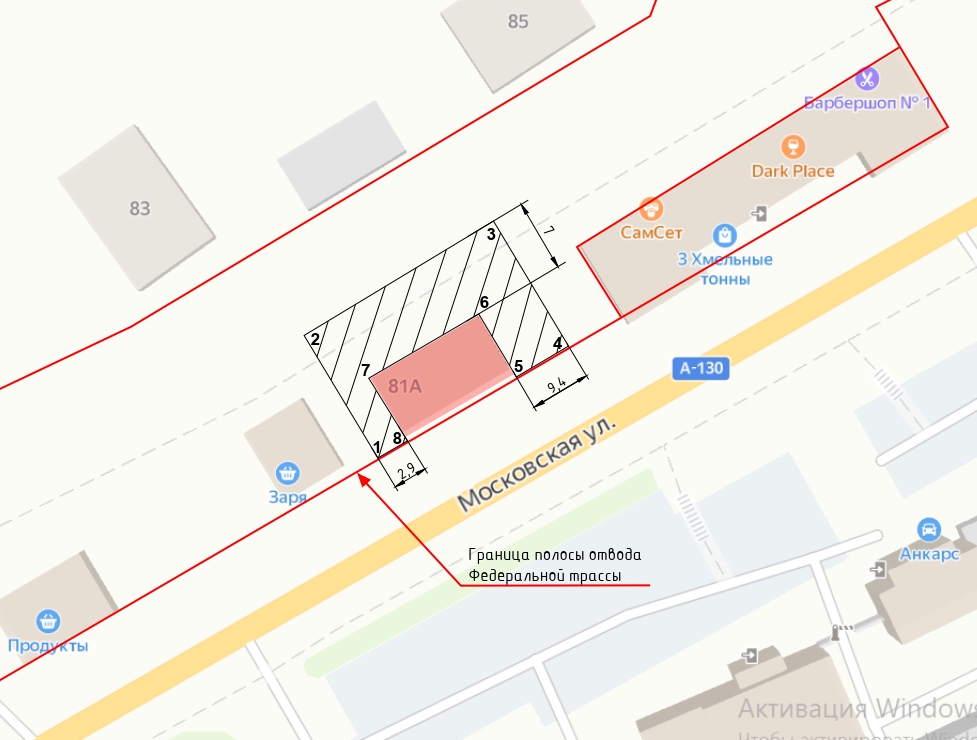 85
Барбершоп № 1
83
Dark Place
3
7
СамСет
3 Хмельные
тонны
6
2
4
5
7
81А
А-130
9,4
8
1
2,9
Московская ул.
Заря
Граница полосы отвода
Федеральной трассы
Анкарс
Продукты
Активация Windows